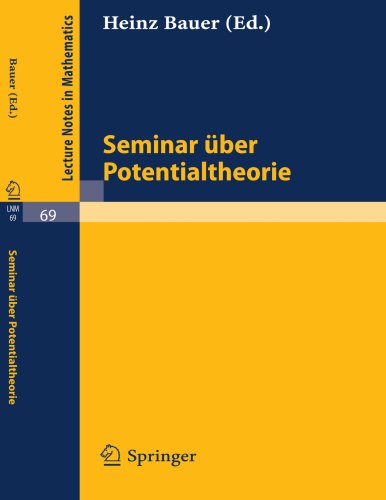 Bauer (Ed.)
LNM
69
Seminar über Potentialtheorie
Lecture Notes in Mathematics
69
Heinz Bauer (Ed.)
Seminar über
Potentialtheorie
Springer